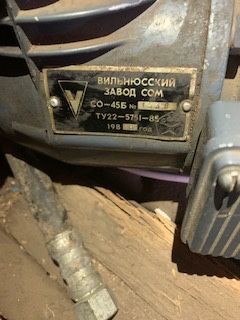 ВИЛЬНЮССКИЙ
ЗАВОД СОМ
СО-45Б №
ТУ22-5751-85
198 год